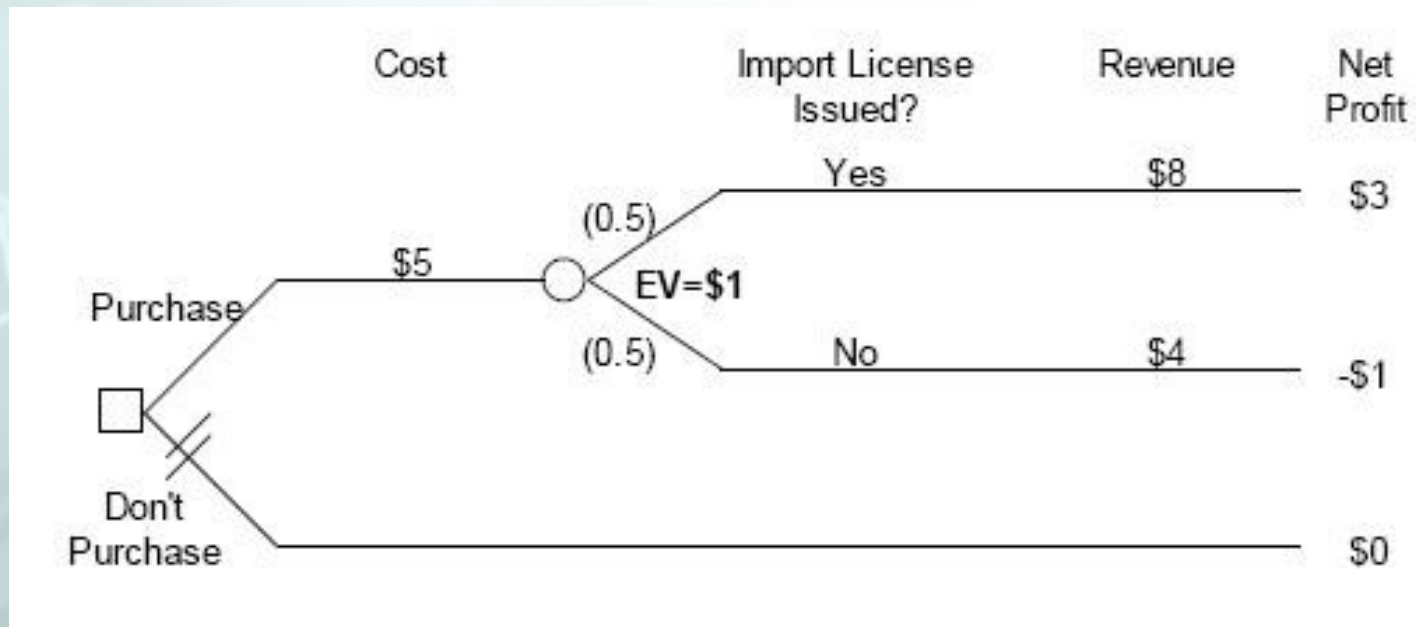 Cost
Import License
Issued?
Revenue
Net
Profit
Yes
$8
$3
(0.5)
$5
EV=$1
Purchase
(0.5)
No
$4
-$1
Don't
Purchase
$0